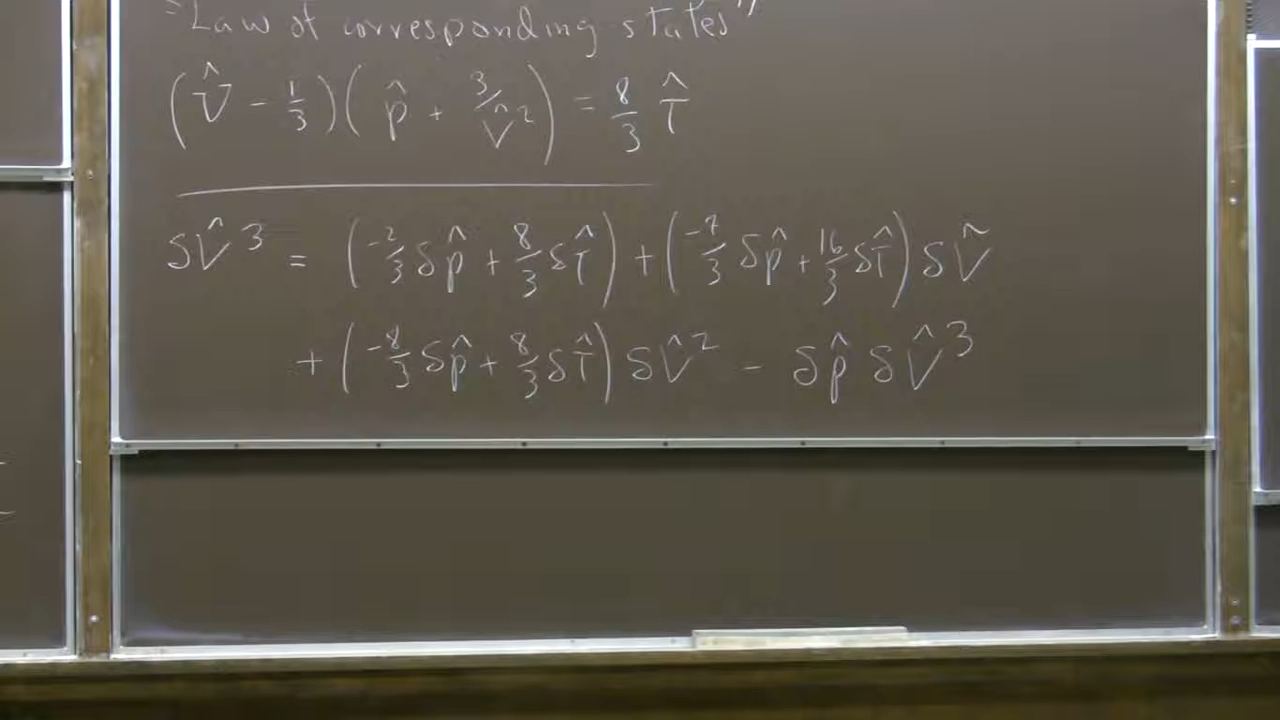 "Law of corresponding states"
(V̂ - 1/3)(p̂ + 3/V̂²) = 8/3 T̂
δV̂³ = (-2/3 δp̂ + 8/3 δT̂) + (-7/3 δp̂ + 16/3 δT̂) δV̂
+ (-8/3 δp̂ + 8/3 δT̂) δV̂² - δp̂ δV̂³